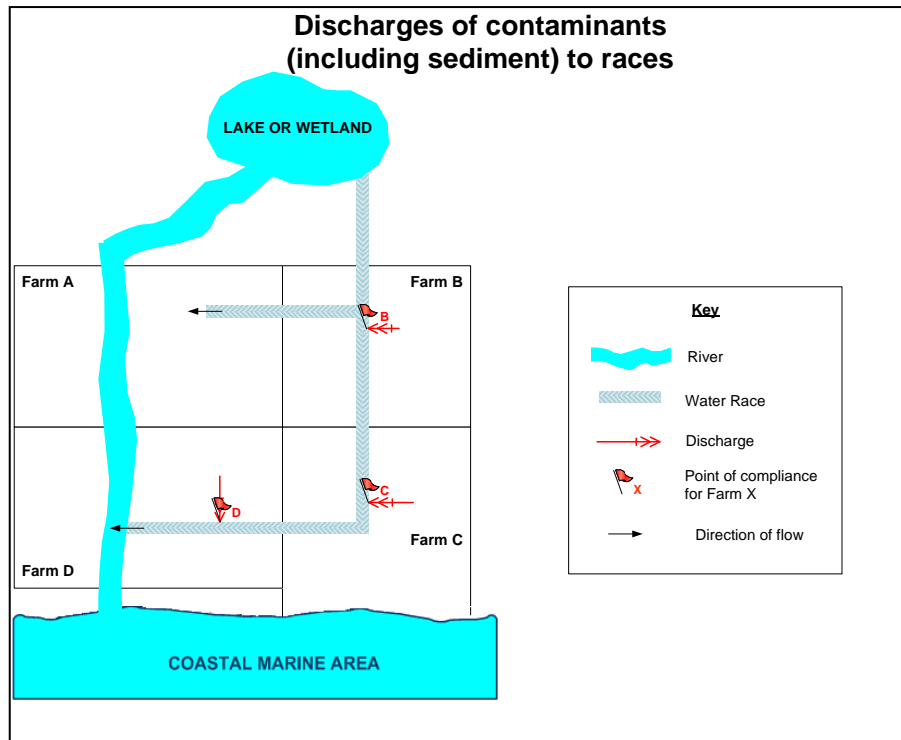 Discharges of contaminants
(including sediment) to races
LAKE OR WETLAND
Farm A
Farm B
B
C
D
Farm C
Farm D
COASTAL MARINE AREA
Key
River
Water Race
Discharge
X
Point of compliance
for Farm X
Direction of flow